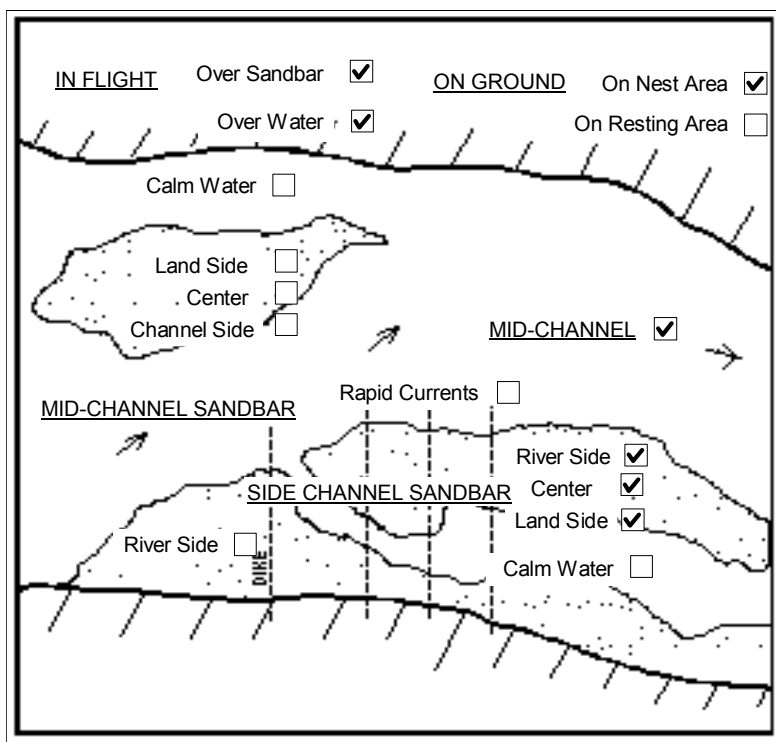 IN FLIGHT Over Sandbar ON GROUND On Nest Area
Over Water On Resting Area
Calm Water
Land Side
Center
Channel Side
MID-CHANNEL
Rapid Currents
MID-CHANNEL SANDBAR
River Side
SIDE CHANNEL SANDBAR Center
Land Side
River Side
DIKE
Calm Water